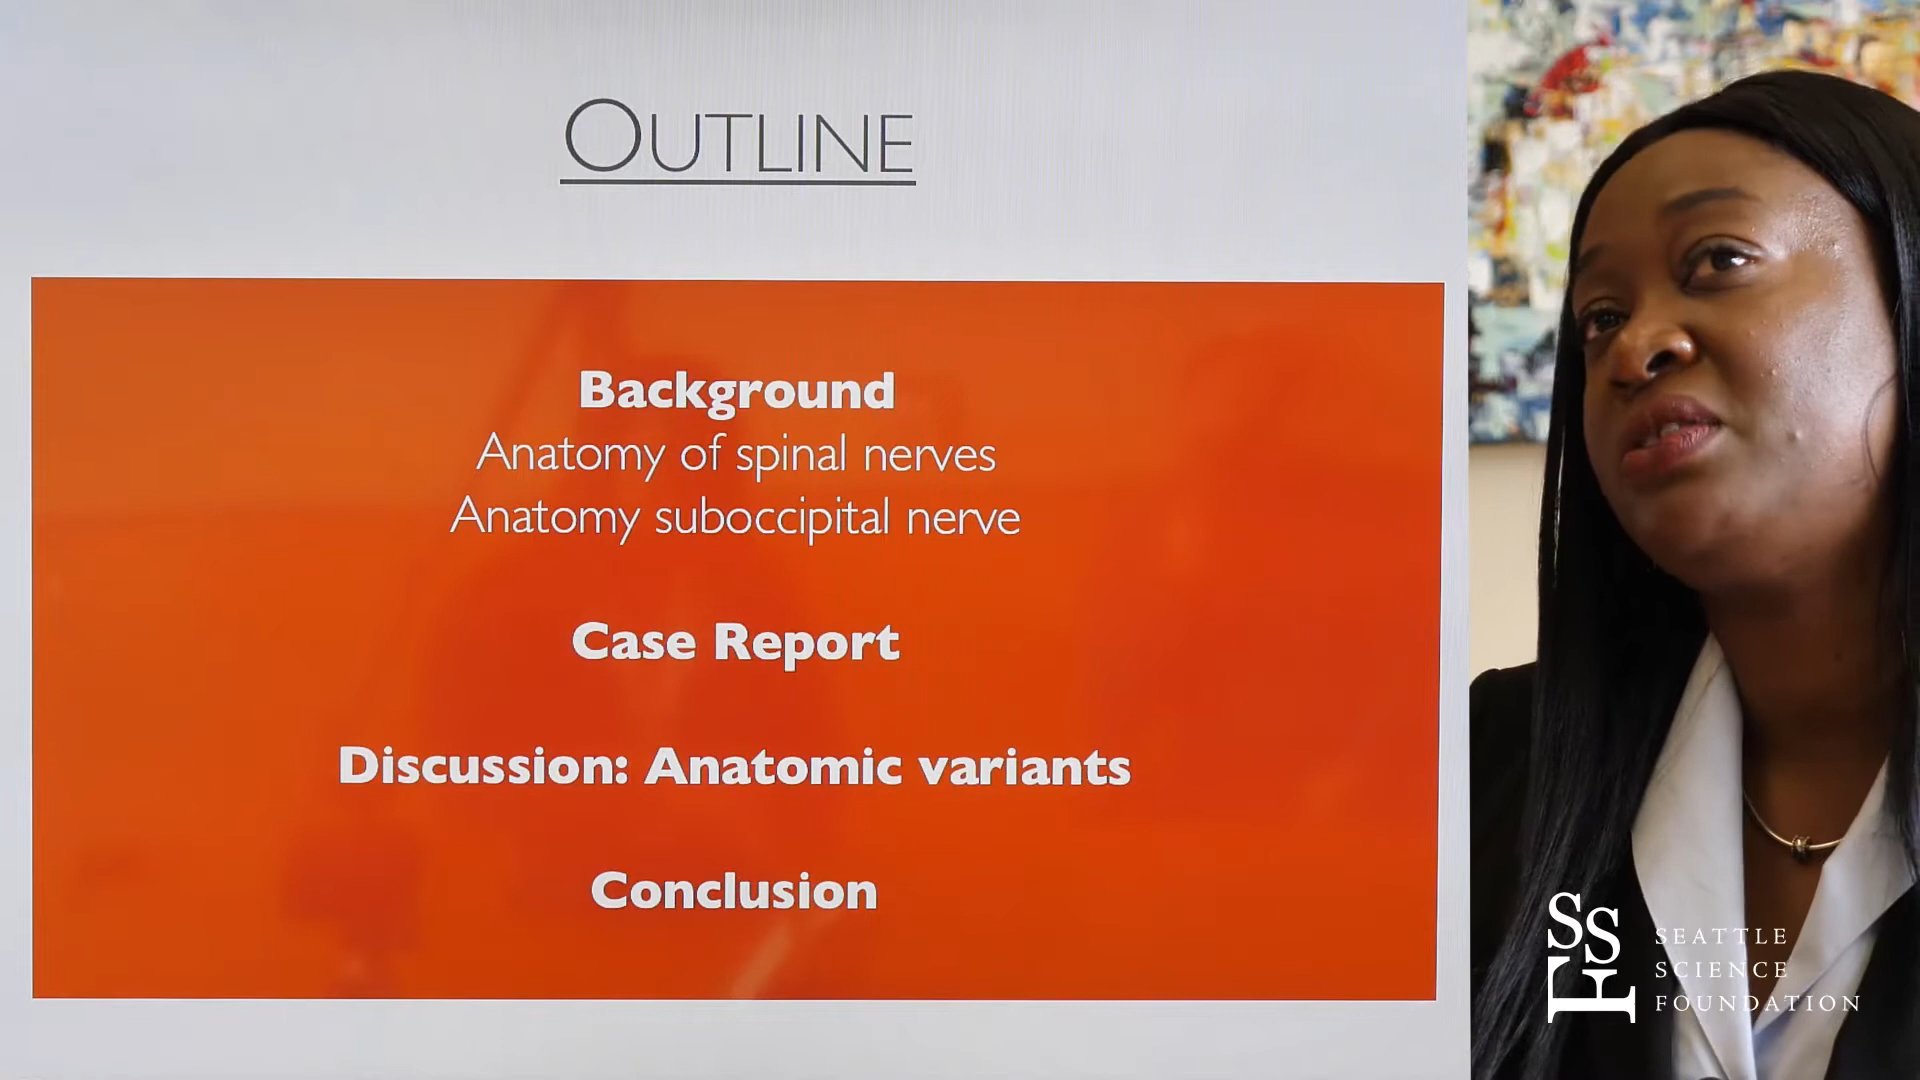 OUTLINE
Background
Anatomy of spinal nerves
Anatomy suboccipital nerve
Case Report
Discussion: Anatomic variants
Conclusion
SSF
SEATTLE
SCIENCE
FOUNDATION